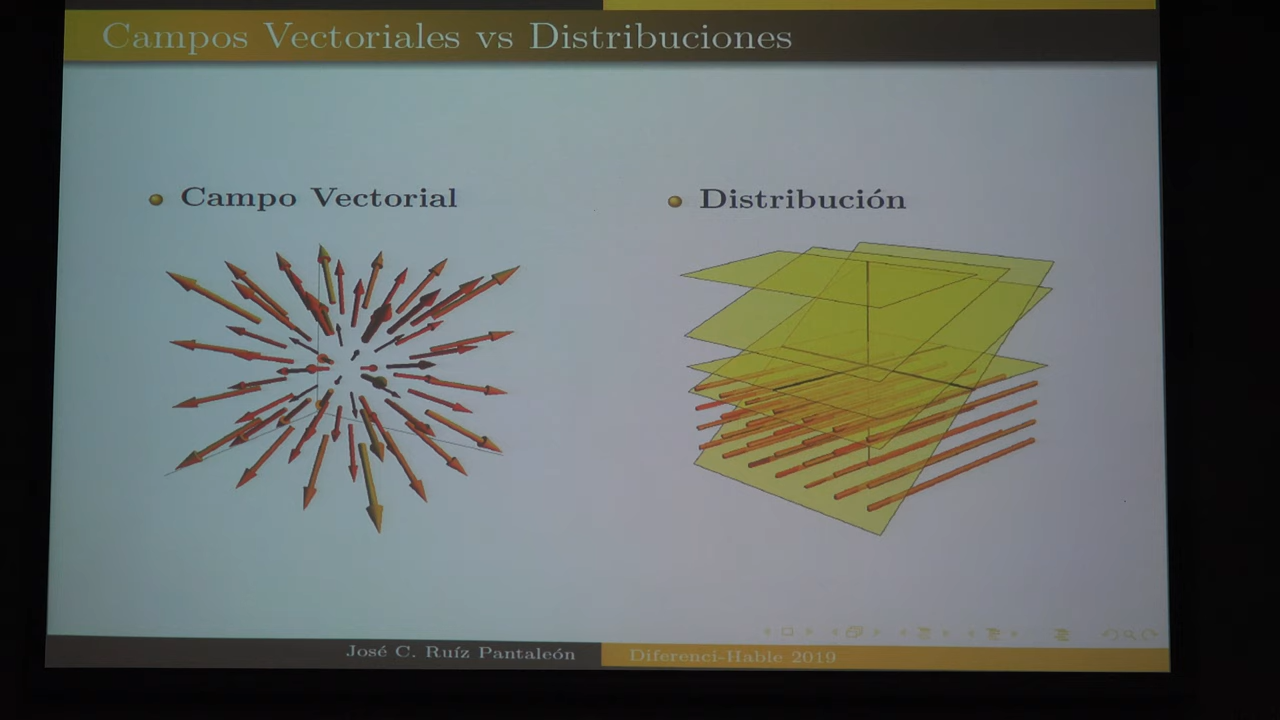 Campos Vectoriales vs Distribuciones
Campo Vectorial
Distribución
José C. Ruíz Pantaleón
Diferenci-Hable 2019